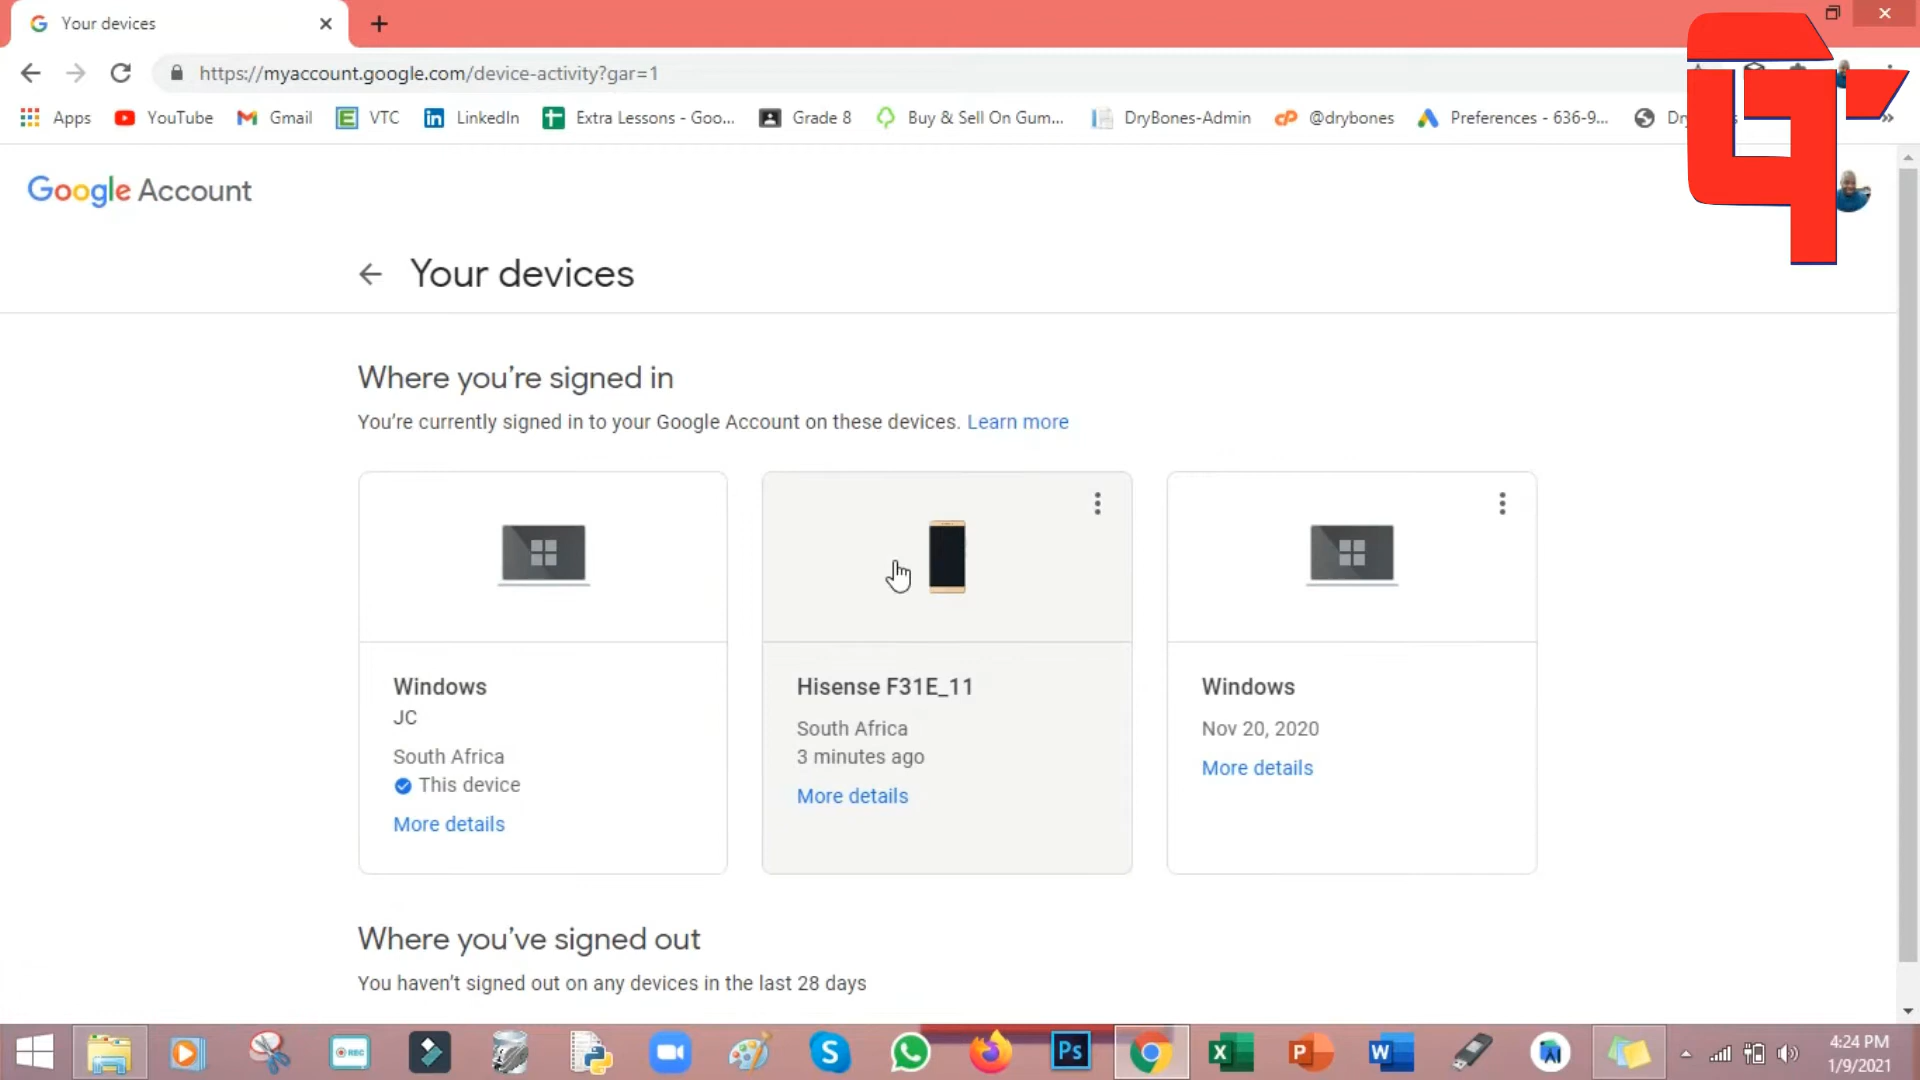 Your devices
https://myaccount.google.com/device-activity?gar=1
Apps YouTube Gmail VTC LinkedIn Extra Lessons - Goo... Grade 8 Buy & Sell On Gum... DryBones-Admin @drybones Preferences - 636-9... »
Google Account
Your devices
Where you're signed in
You're currently signed in to your Google Account on these devices. Learn more
Windows
JC
South Africa
This device
More details
Hisense F31E_11
South Africa
3 minutes ago
More details
Windows
Nov 20, 2020
More details
Where you've signed out
You haven't signed out on any devices in the last 28 days
REC
S
Ps
X
P
W
4:24 PM
1/9/2021